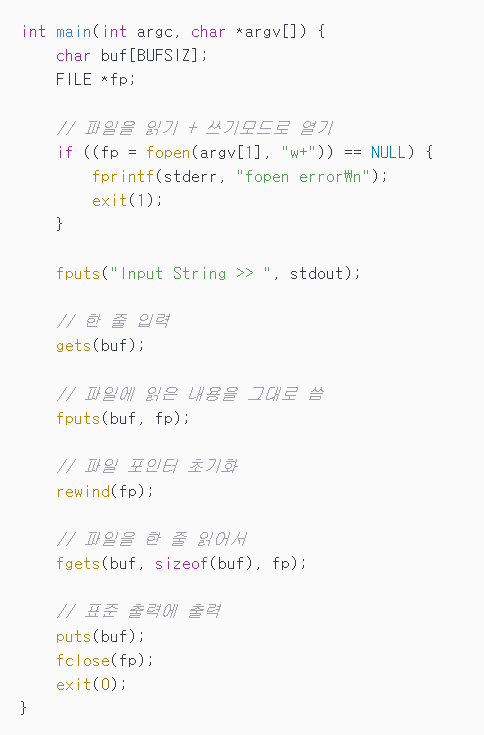 int main(int argc, char *argv[]) {
    char buf[BUFSIZ];
    FILE *fp;

    // 파일을 읽기 + 쓰기모드로 열기
    if ((fp = fopen(argv[1], "w+")) == NULL) {
        fprintf(stderr, "fopen error₩n");
        exit(1);
    }

    fputs("Input String >> ", stdout);

    // 한 줄 입력
    gets(buf);

    // 파일에 읽은 내용을 그대로 씀
    fputs(buf, fp);

    // 파일 포인터 초기화
    rewind(fp);

    // 파일을 한 줄 읽어서
    fgets(buf, sizeof(buf), fp);

    // 표준 출력에 출력
    puts(buf);
    fclose(fp);
    exit(0);
}